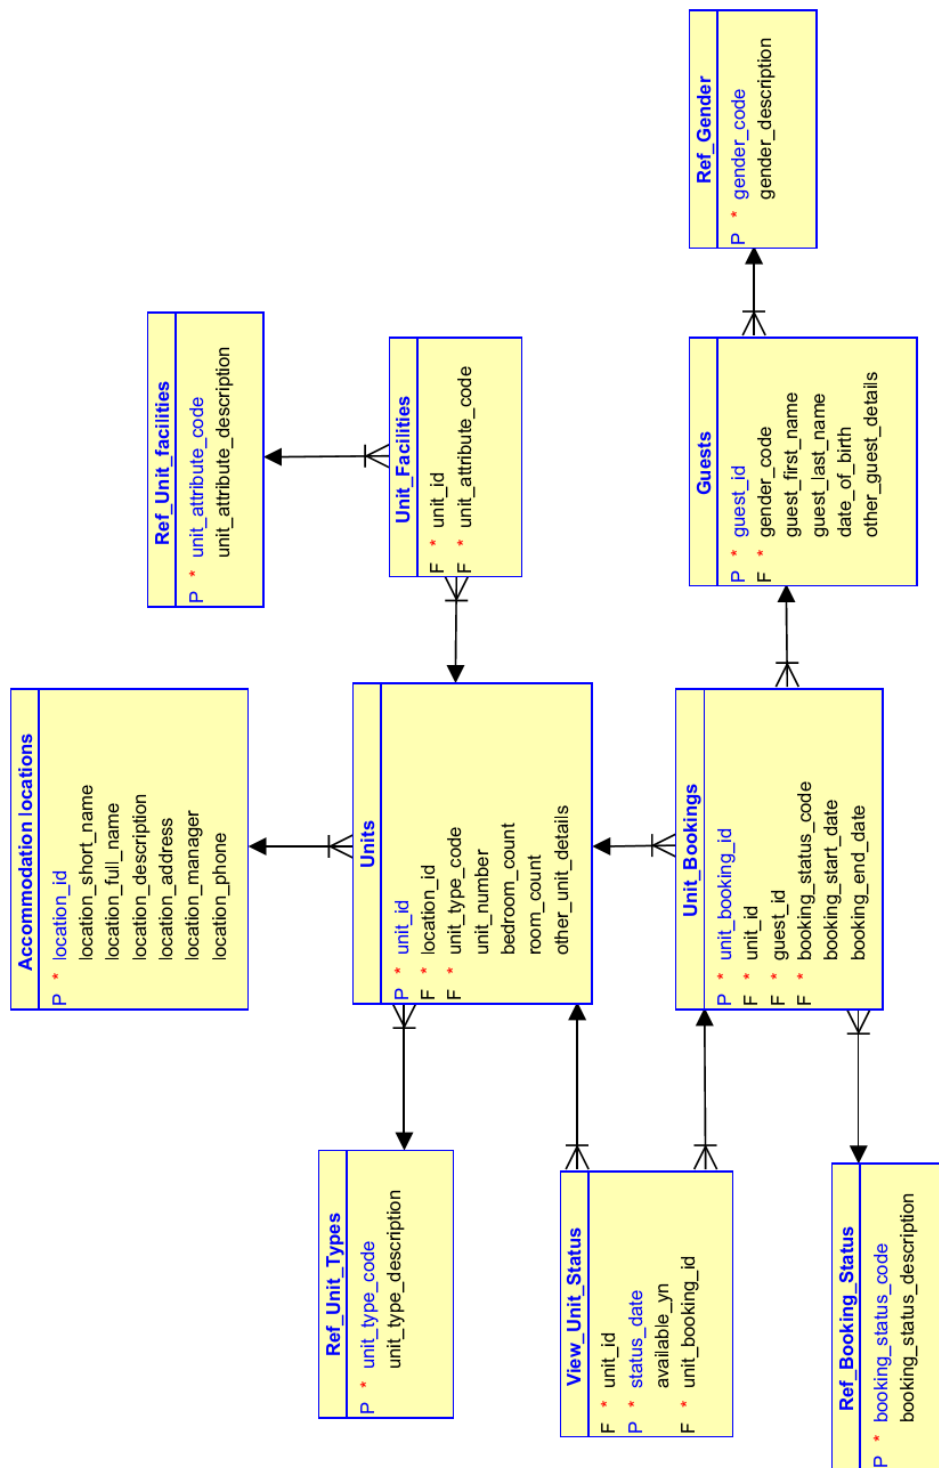 Ref_Unit_Types
P * unit_type_code
unit_type_description
View_Unit_Status
F * unit_id
P * status_date
available_yn
F * unit_booking_id
Ref_Booking_Status
P * booking_status_code
booking_status_description
Accommodation locations
P * location_id
location_short_name
location_full_name
location_description
location_address
location_manager
location_phone
Units
P * unit_id
F * location_id
F * unit_type_code
unit_number
bedroom_count
room_count
other_unit_details
Unit_Bookings
P * unit_booking_id
F * unit_id
F * guest_id
F * booking_status_code
booking_start_date
booking_end_date
Ref_Unit_facilities
P * unit_attribute_code
unit_attribute_description
Unit_Facilities
F * unit_id
F * unit_attribute_code
Guests
P * guest_id
F * gender_code
guest_first_name
guest_last_name
date_of_birth
other_guest_details
Ref_Gender
P * gender_code
gender_description